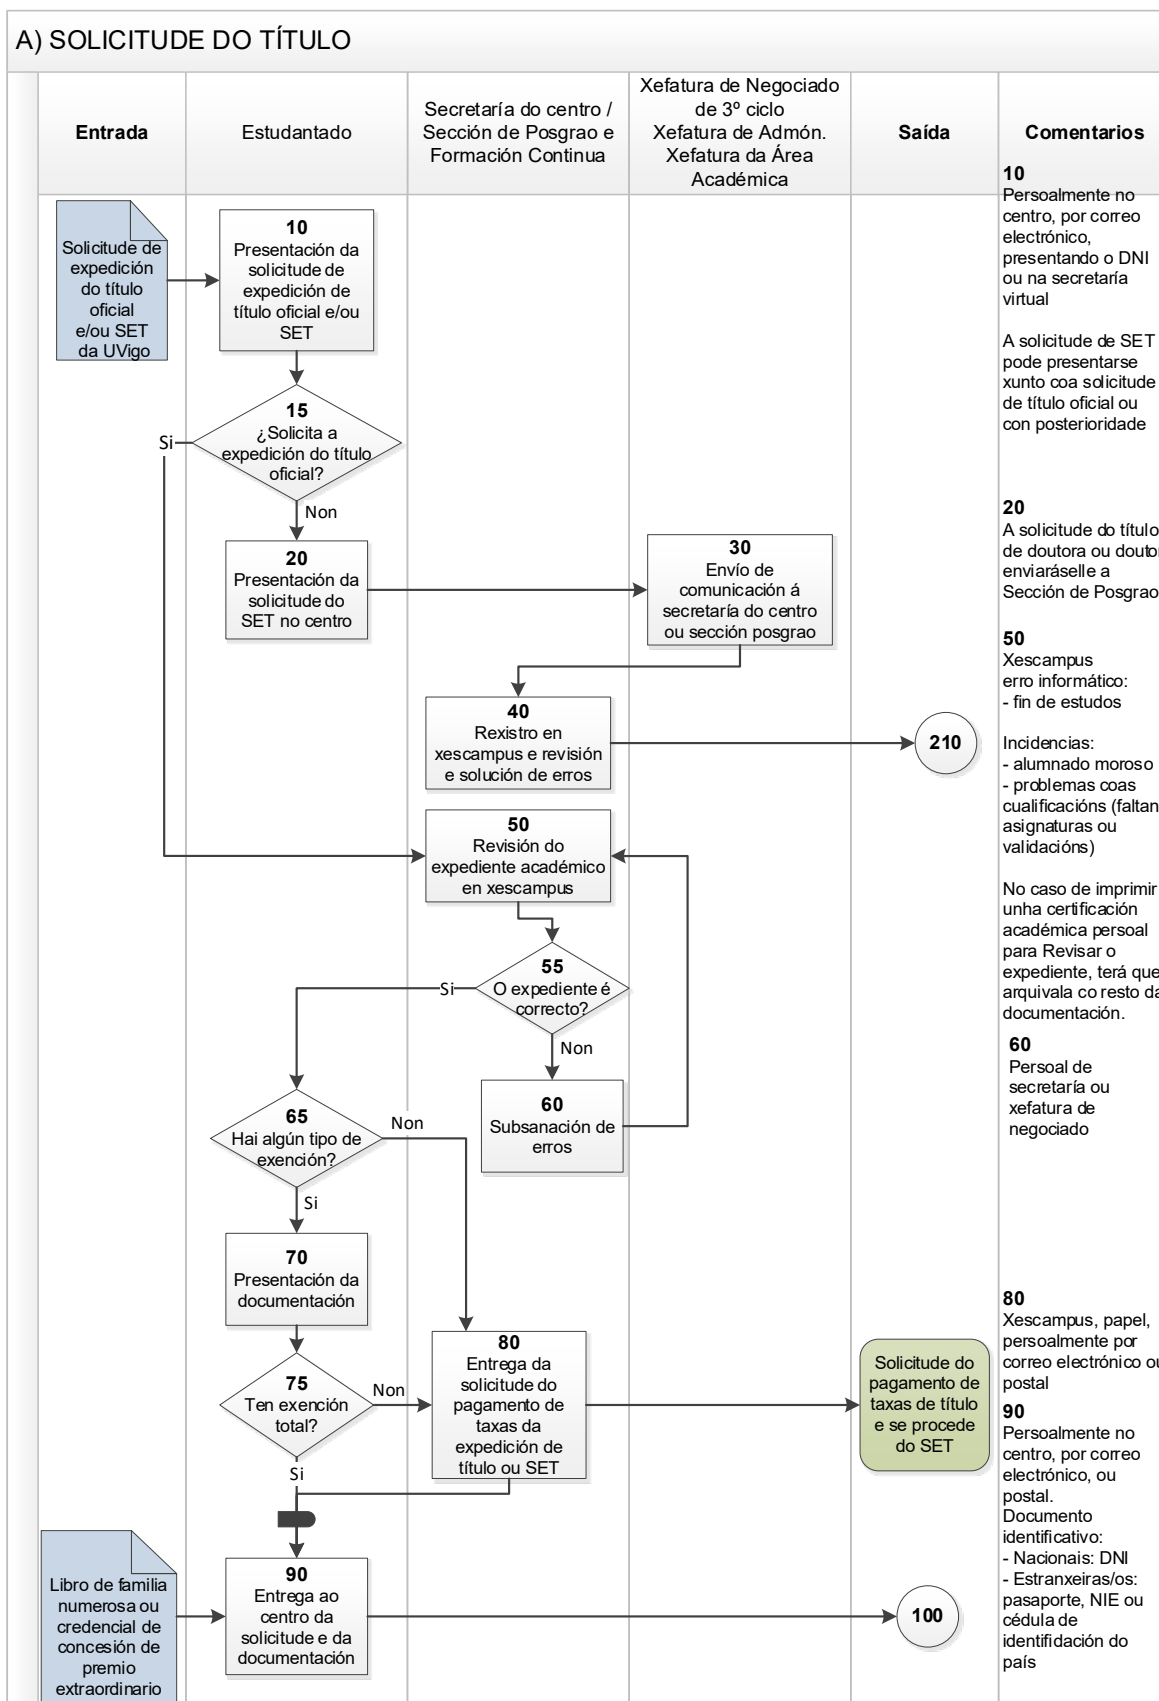 A) SOLICITUDE DO TÍTULO
Entrada
Estudantado
Secretaría do centro /
Sección de Posgrao e
Formación Continua
Xefatura de Negociado
de 3º ciclo
Xefatura de Admón.
Xefatura da Área
Académica
Saída
Comentarios
Solicitude de
expedición
do título
oficial
e/ou SET
da UVigo
10
Presentación da
solicitude de
expedición de
título oficial e/ou
SET
15
¿Solicita a
expedición do título
oficial?
Si
Non
20
Presentación da
solicitude do
SET no centro
30
Envío de
comunicación á
secretaría do centro
ou sección posgrao
40
Rexistro en
xescampus e revisión
e solución de erros
210
50
Revisión do
expediente académico
en xescampus
55
O expediente é
correcto?
Si
Non
60
Subsanación de
erros
65
Hai algún tipo de
exención?
Non
Si
70
Presentación da
documentación
75
Ten exención
total?
Non
Si
80
Entrega da
solicitude do
pagamento de
taxas da
expedición de
título ou SET
Solicitude do
pagamento de
taxas de título
e se procede
do SET
Libro de familia
numerosa ou
credencial de
concesión de
premio
extraordinario
90
Entrega ao
centro da
solicitude e da
documentación
100
10
Persoalmente no
centro, por correo
electrónico,
presentando o DNI
ou na secretaría
virtual
A solicitude de SET
pode presentarse
xunto coa solicitude
de título oficial ou
con posterioridade
20
A solicitude do título
de doutora ou douto
enviaráselle a
Sección de Posgrao
50
Xescampus
erro informático:
- fin de estudos
Incidencias:
- alumnado moroso
- problemas coas
cualificacións (faltan
asignaturas ou
validacións)
No caso de imprimir
unha certificación
académica persoal
para Revisar o
expediente, terá que
arquivala co resto da
documentación.
60
Persoal de
secretaría ou
xefatura de
negociado
80
Xescampus, papel,
persoalmente por
correo electrónico ou
postal
90
Persoalmente no
centro, por correo
electrónico, ou
postal.
Documento
identificativo:
- Nacionais: DNI
- Estranxeiras/os:
pasaporte, NIE ou
cédula de
identifidación do
país